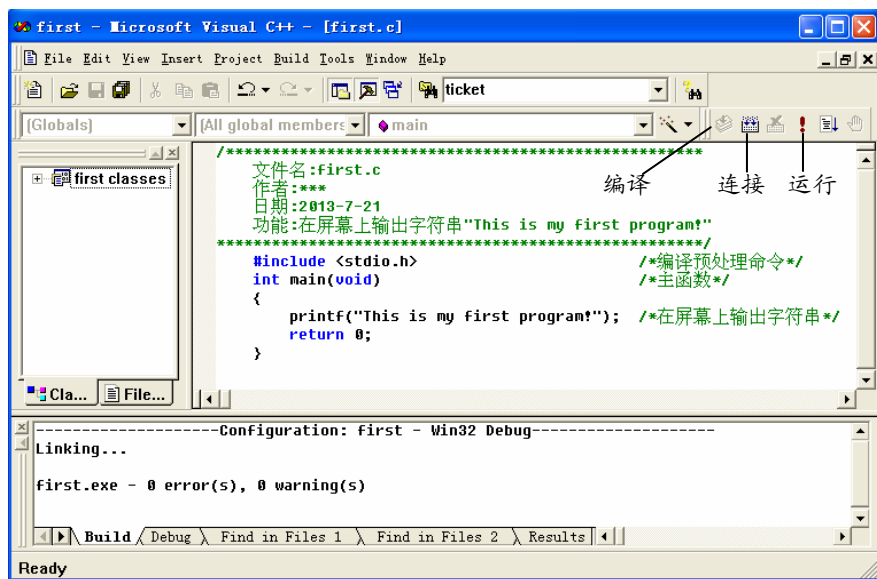 first - Microsoft Visual C++ - [first.c]
File Edit View Insert Project Build Tools Window Help
ticket
(Globals) (All global members main
/****************************************************
文件名:first.c
作者:***
日期:2013-7-21
功能:在屏幕上输出字符串"This is my first program!"
*****************************************************/
#include <stdio.h> /*编译预处理命令*/
int main(void) /*主函数*/
{
printf("This is my first program!"); /*在屏幕上输出字符串*/
return 0;
}
编译 连接 运行
first classes
Cla... File...
--------------------Configuration: first - Win32 Debug--------------------
Linking...
first.exe - 0 error(s), 0 warning(s)
Build Debug Find in Files 1 Find in Files 2 Results
Ready